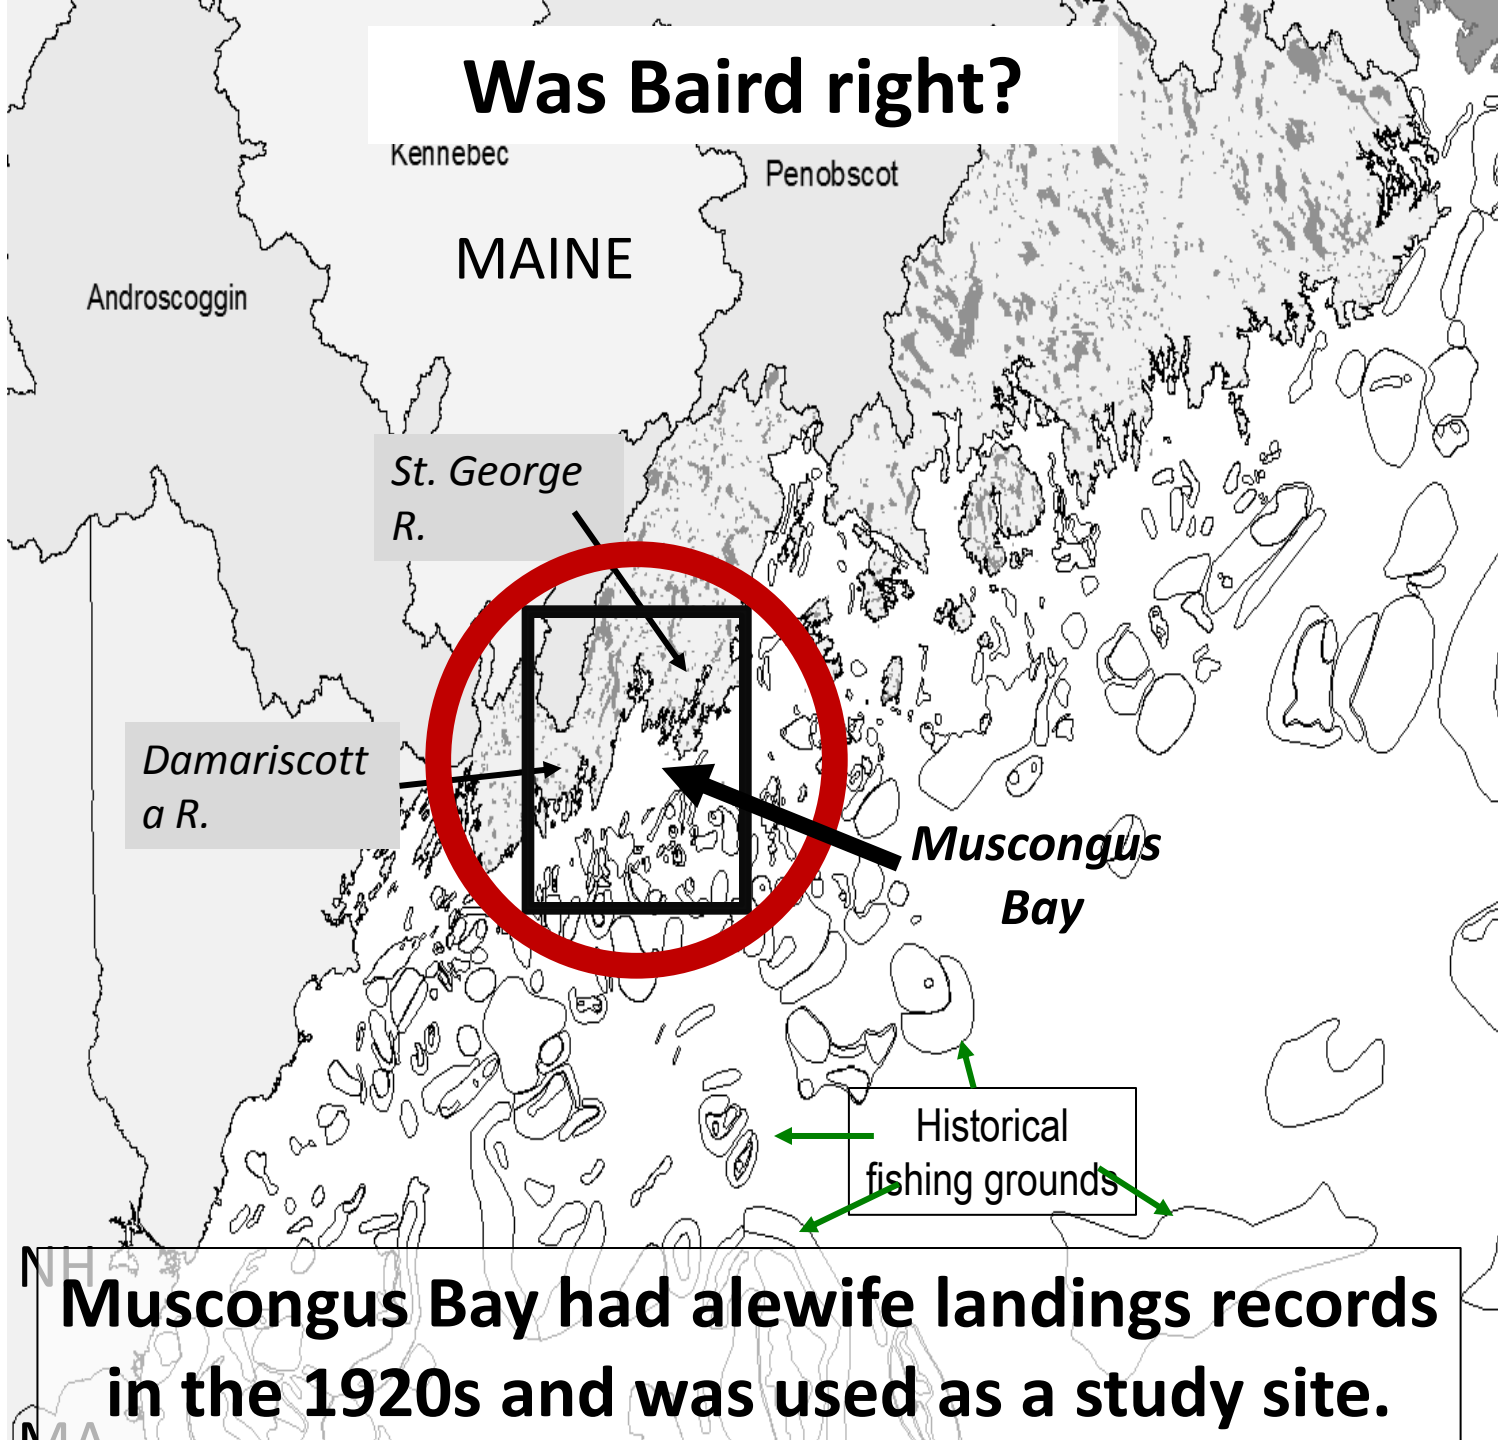 Was Baird right?
Kennebec
Penobscot
MAINE
Androscoggin
St. George
R.
Damariscott
a R.
Muscongus
Bay
Historical
fishing grounds
NH
Muscongus Bay had alewife landings records
in the 1920s and was used as a study site.
MA